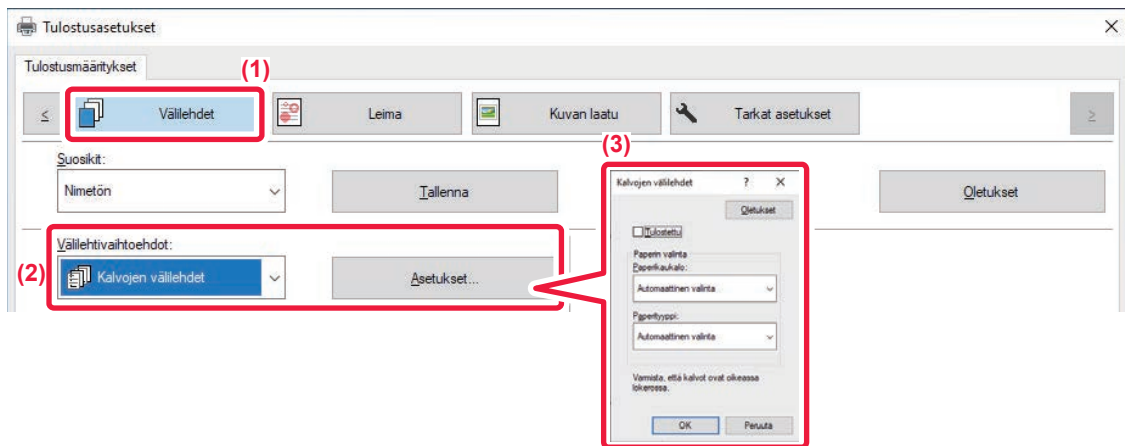 Tulostusasetukset
Tulostusmääritykset
(1)
< Välilehdet Leima Kuvan laatu Tarkat asetukset >
Suosikit:
Nimetön Tallenna Oletukset
(2)
Välilehtivaihtoehdot:
Kalvojen välilehdet Asetukset...
(3)
Kalvojen välilehdet ? X
Oletukset
Tulostettu
Paperin valinta
Paperikaukalo:
Automaattinen valinta
Paperityyppi:
Automaattinen valinta
Varmista, että kalvot ovat oikeassa
lokerossa.
OK Peruuta